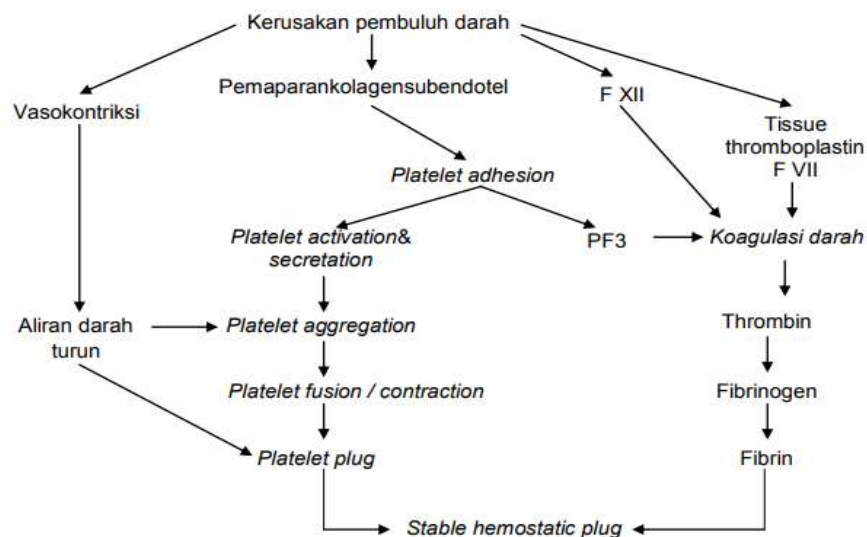 Kerusakan pembuluh darah
Pemaparankolagensubendotel
F XII
Vasokontriksi
Tissue
thromboplastin
F VII
Platelet adhesion
Platelet activation&
secretation
PF3
Koagulasi darah
Aliran darah
turun
Platelet aggregation
Thrombin
Platelet fusion / contraction
Fibrinogen
Platelet plug
Fibrin
Stable hemostatic plug